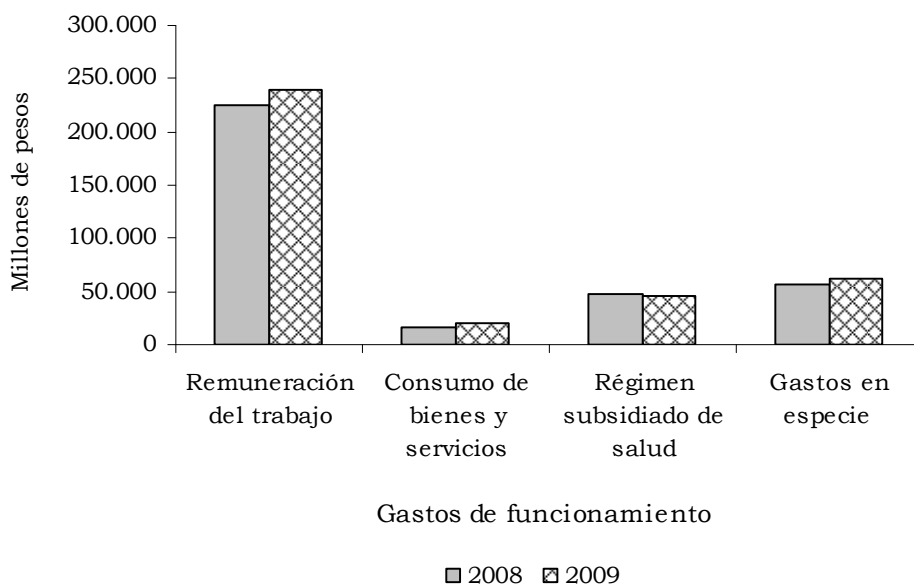 300.000
250.000
200.000
150.000
100.000
50.000
0
Millones de pesos
Remuneración
del trabajo
Consumo de
bienes y
servicios
Régimen
subsidiado de
salud
Gastos en
especie
Gastos de funcionamiento
2008
2009